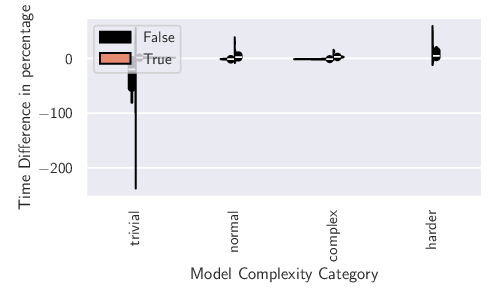 Time Difference in percentage
False
True
0
−100
−200
trivial
normal
complex
harder
Model Complexity Category